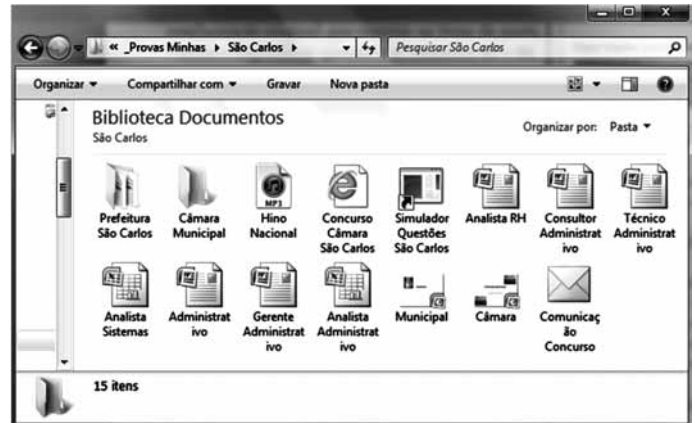 « _Provas Minhas ▸ São Carlos ▸
Pesquisar São Carlos
Organizar ▾ Compartilhar com ▾ Gravar Nova pasta
Biblioteca Documentos
São Carlos
Organizar por: Pasta ▾
Prefeitura
São Carlos
Câmara
Municipal
MP3
Hino
Nacional
Concurso
Câmara
São Carlos
Simulador
Questões
São Carlos
Analista RH
Consultor
Administrat
ivo
Técnico
Administrat
ivo
Analista
Sistemas
Administrat
ivo
Gerente
Administrat
ivo
Analista
Administrat
ivo
Municipal
Câmara
Comunicaç
ão
Concurso
15 itens